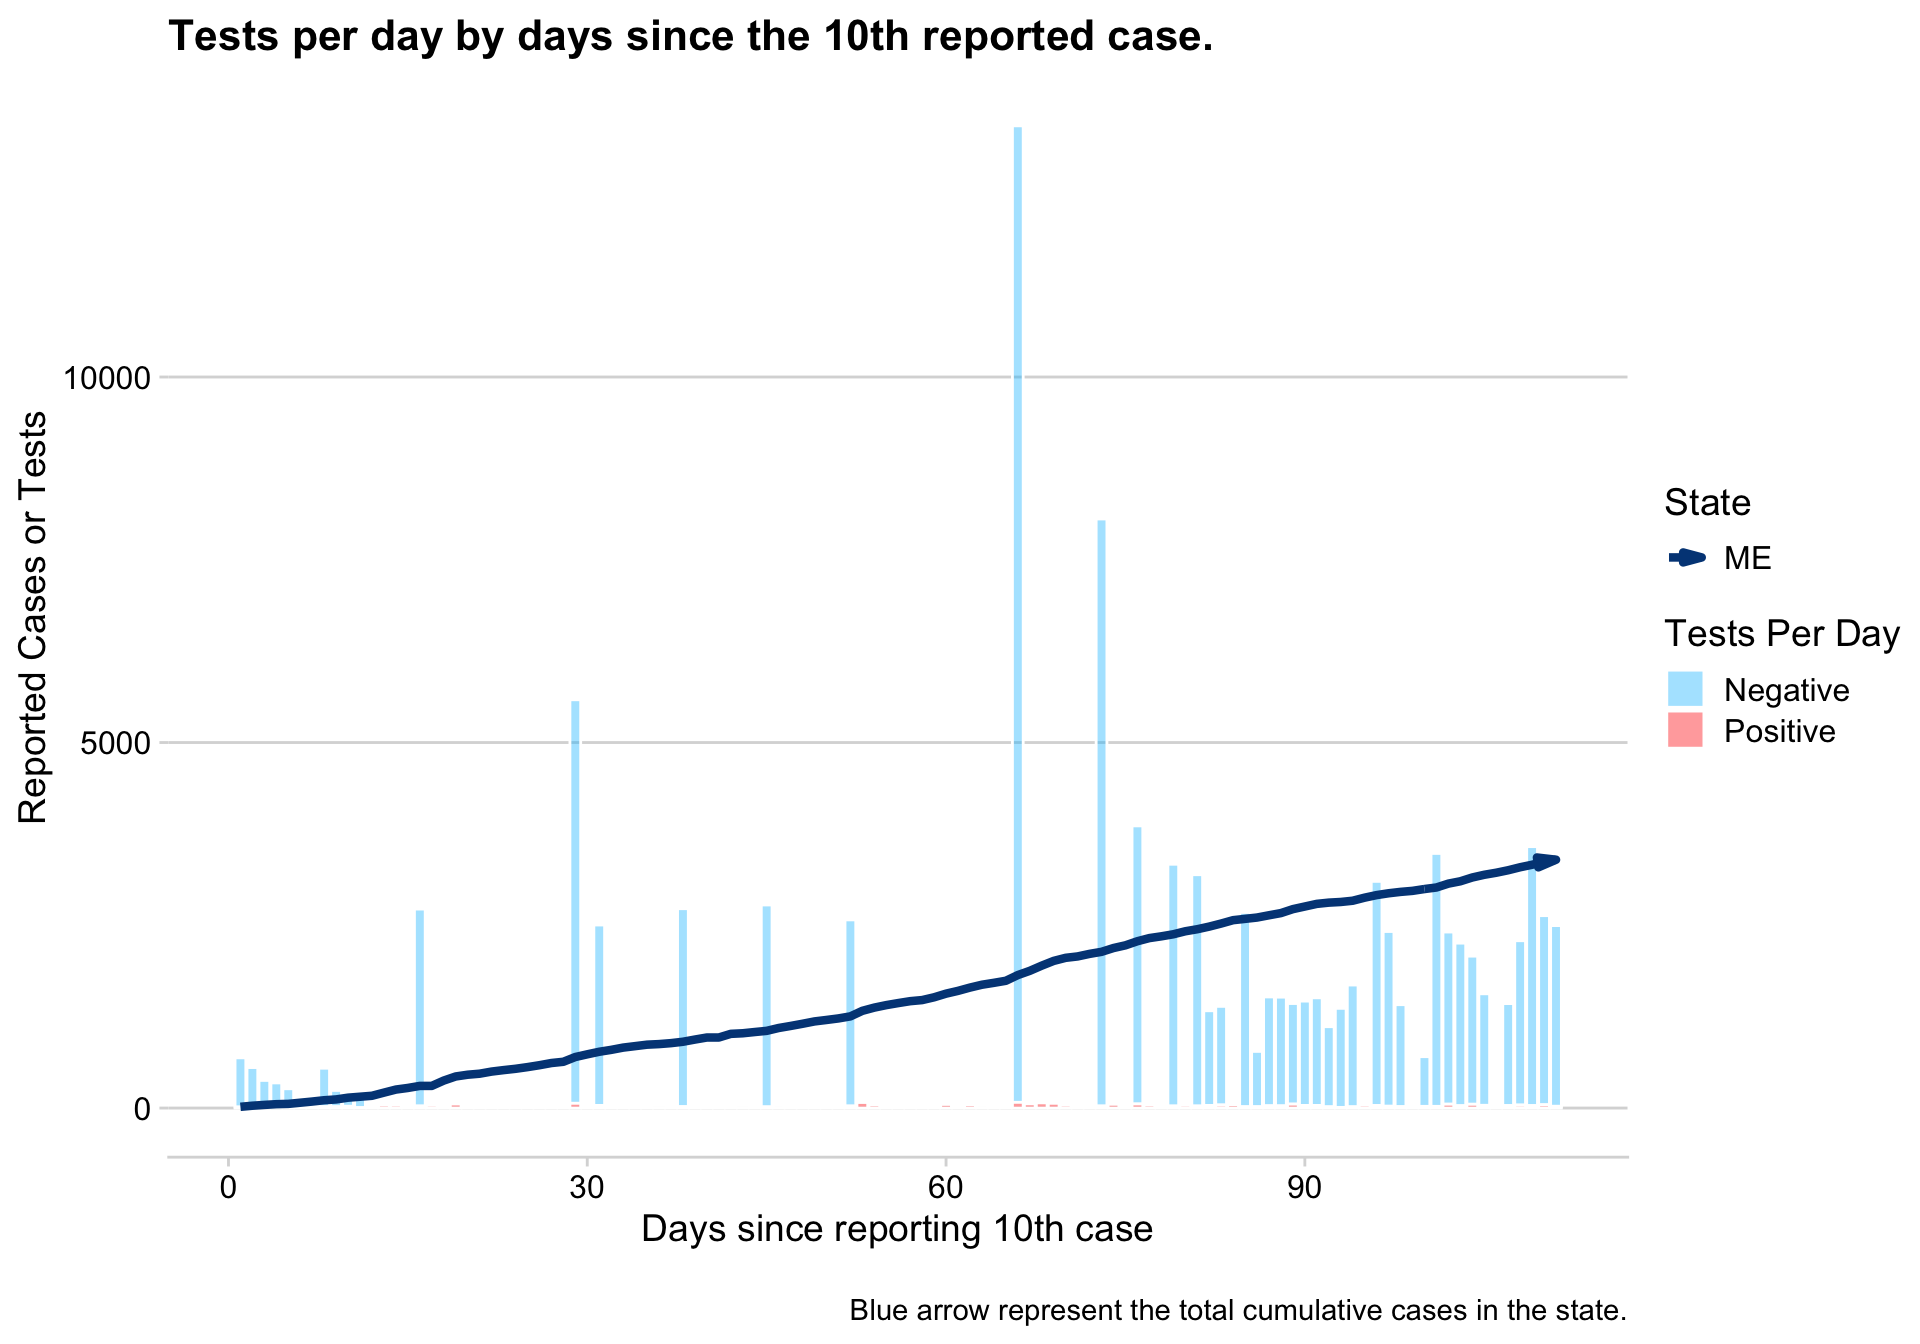 Tests per day by days since the 10th reported case.
Reported Cases or Tests
10000
5000
0
0 30 60 90
Days since reporting 10th case
State
ME
Tests Per Day
Negative
Positive
Blue arrow represent the total cumulative cases in the state.